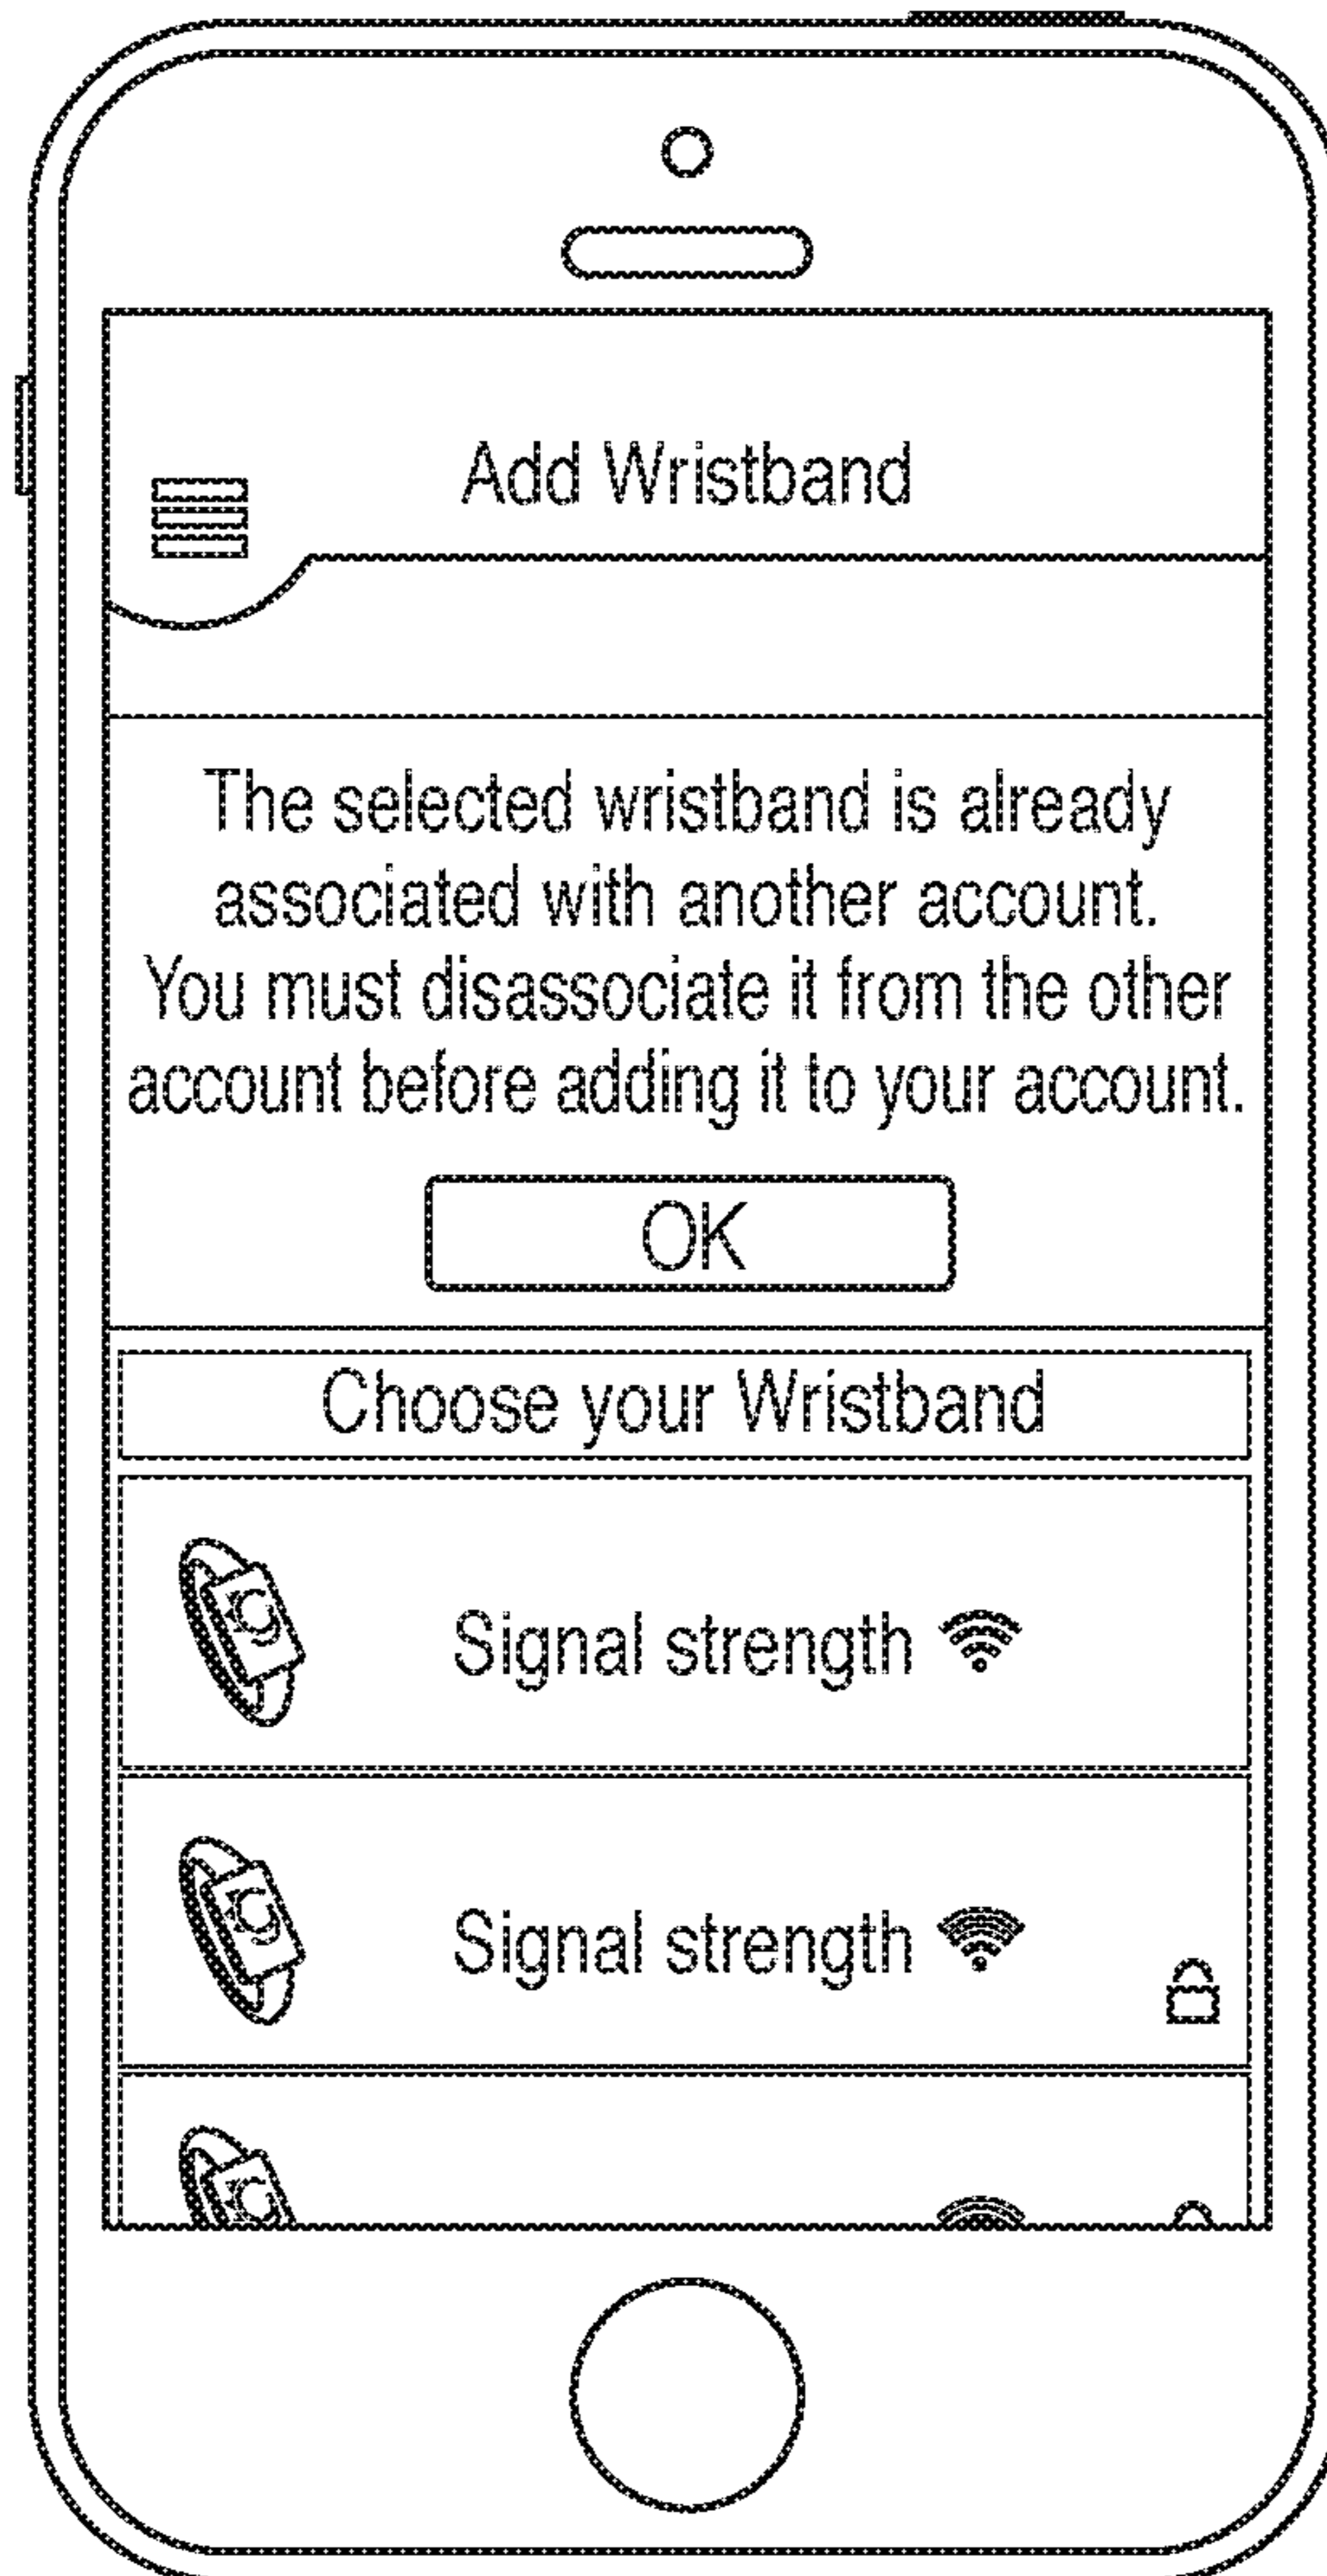 Add Wristband
The selected wristband is already
associated with another account.
You must disassociate it from the other
account before adding it to your account.
OK
Choose your Wristband
Signal strength
Signal strength